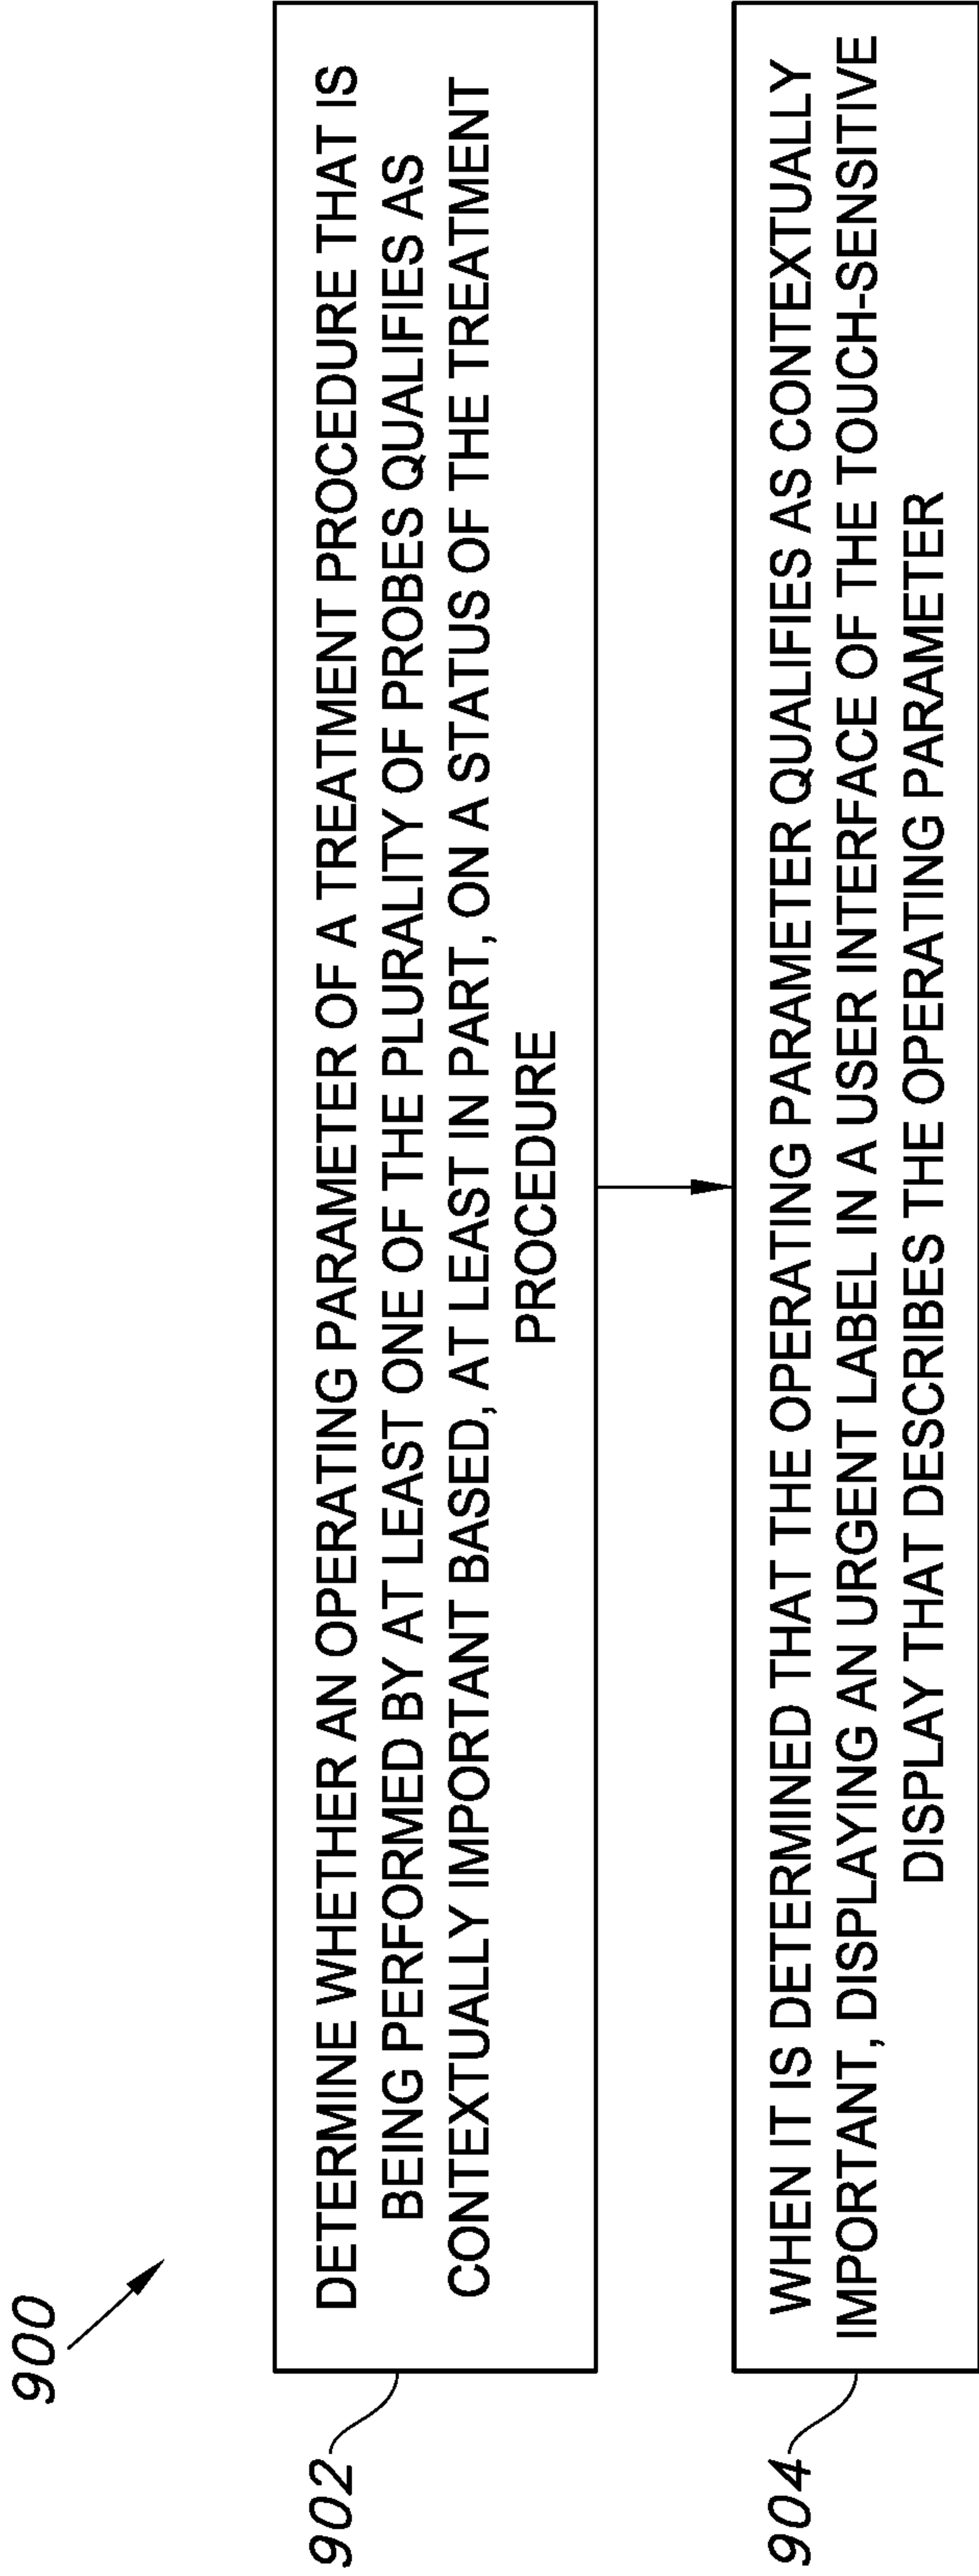 900
902
DETERMINE WHETHER AN OPERATING PARAMETER OF A TREATMENT PROCEDURE THAT IS
BEING PERFORMED BY AT LEAST ONE OF THE PLURALITY OF PROBES QUALIFIES AS
CONTEXTUALLY IMPORTANT BASED, AT LEAST IN PART, ON A STATUS OF THE TREATMENT
PROCEDURE
904
WHEN IT IS DETERMINED THAT THE OPERATING PARAMETER QUALIFIES AS CONTEXTUALLY
IMPORTANT, DISPLAYING AN URGENT LABEL IN A USER INTERFACE OF THE TOUCH-SENSITIVE
DISPLAY THAT DESCRIBES THE OPERATING PARAMETER